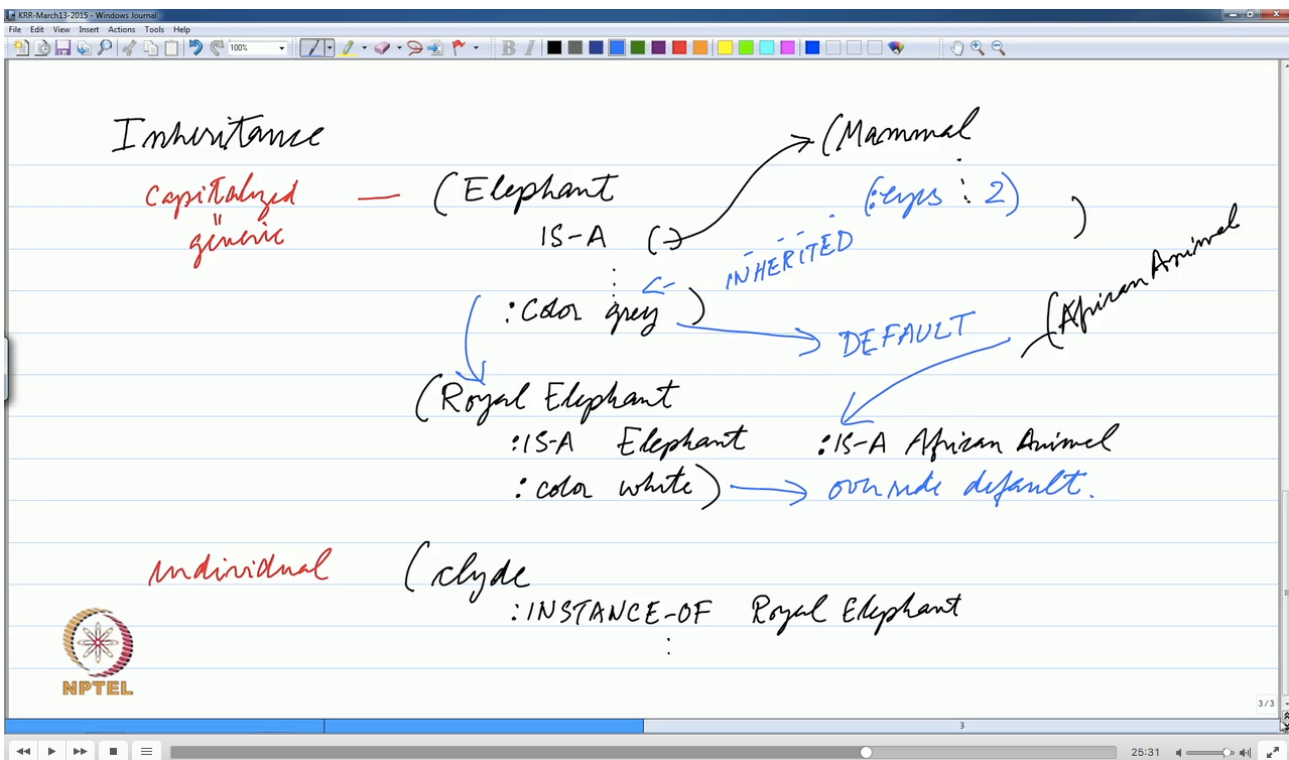 KRR-March13-2015 - Windows Journal
File Edit View Insert Actions Tools Help
100%
Inheritance
(Mammal
Capitalized — (Elephant
(:eyes : 2)
"
generic
IS-A (
)
INHERITED
:Color grey )
(African Animal
DEFAULT
(Royal Elephant
:IS-A Elephant :IS-A African Animal
:color white) override default.
individual (clyde
:INSTANCE-OF Royal Elephant
:
NPTEL
3/3
3
25:31